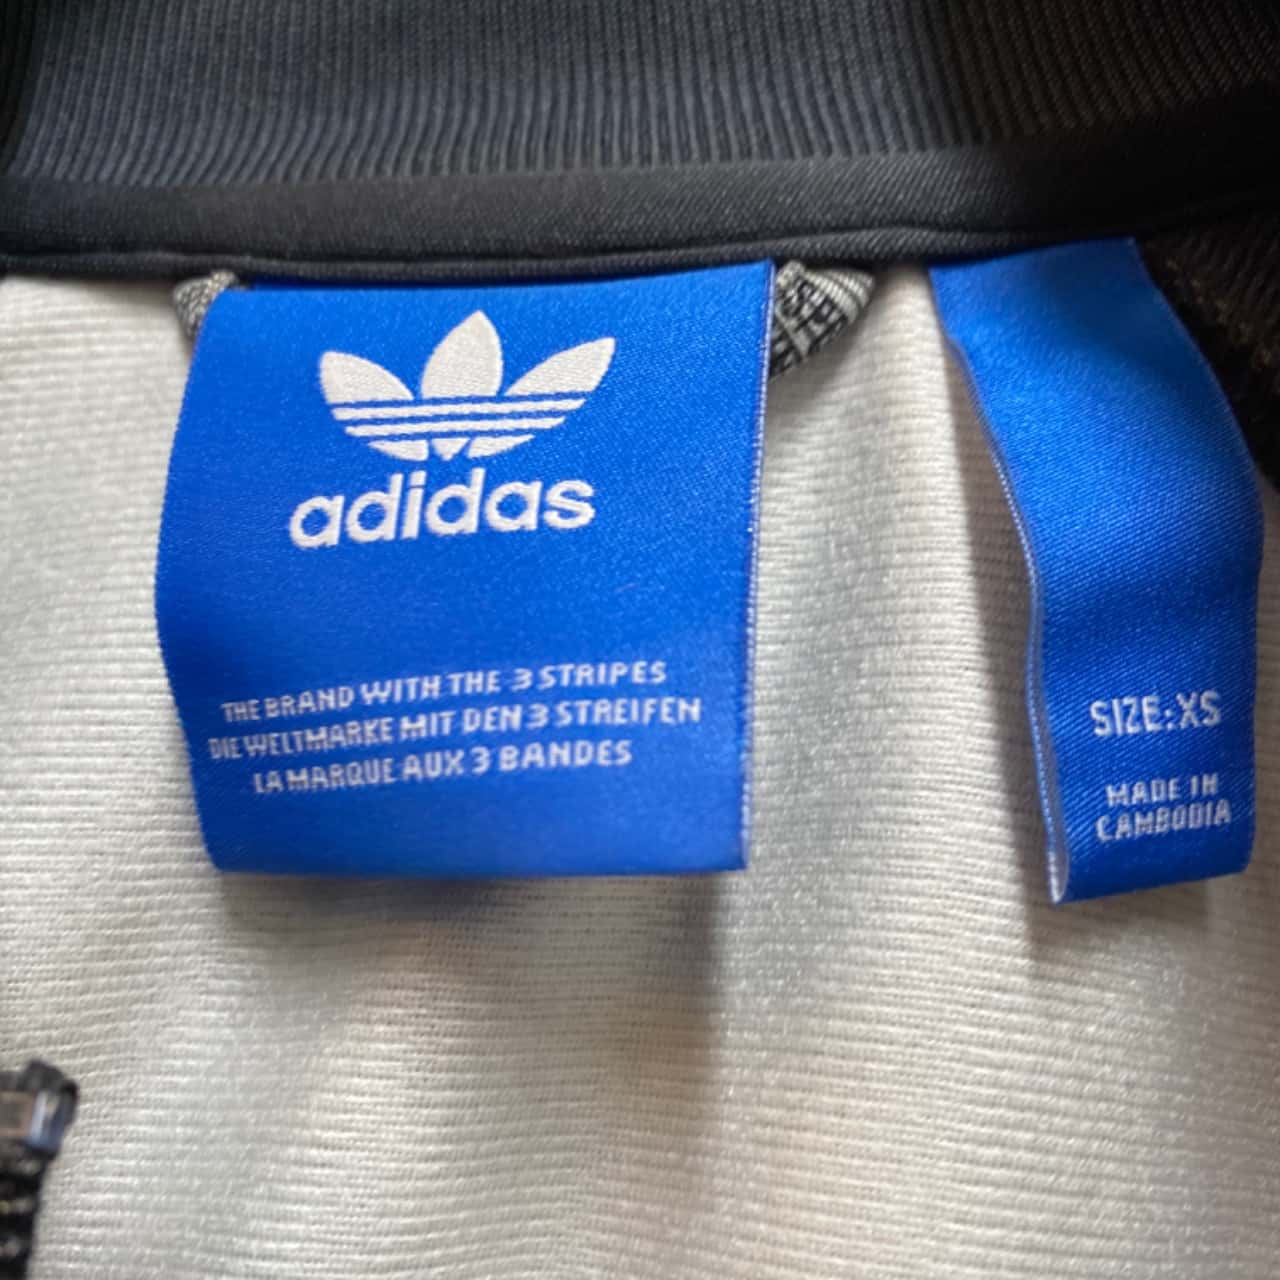 adidas
THE BRAND WITH THE 3 STRIPES
DIE WELTMARKE MIT DEN 3 STREIFEN
LA MARQUE AUX 3 BANDES
SIZE:XS
MADE IN
CAMBODIA